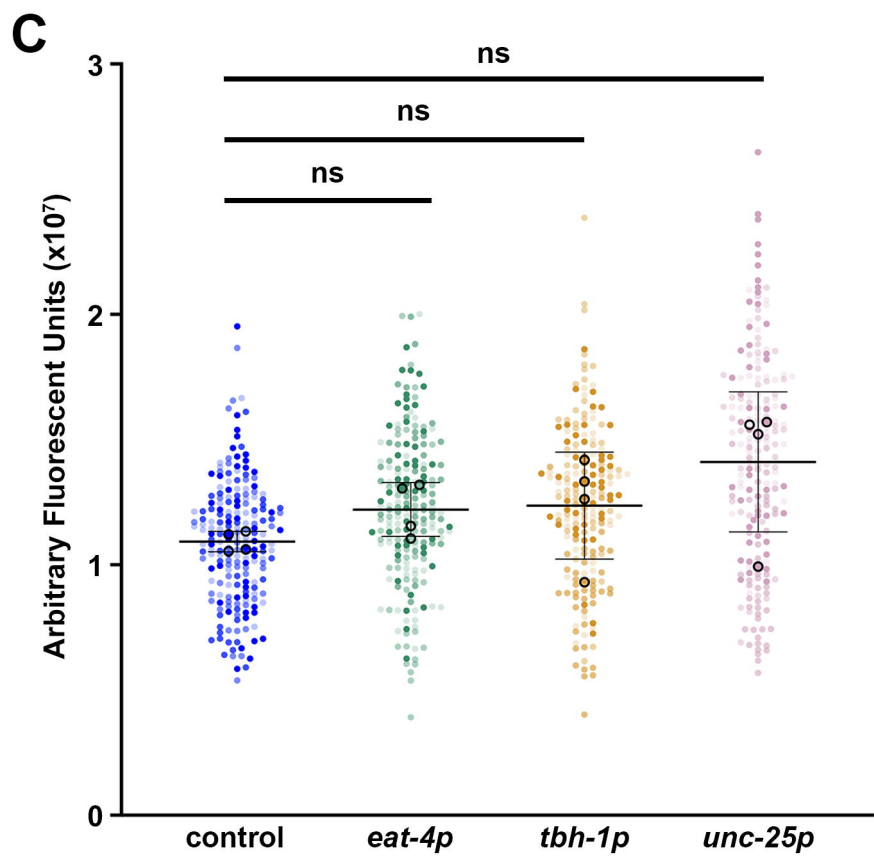 C
3
ns
ns
ns
2
1
0
Arbitrary Fluorescent Units (x10⁷)
control eat-4p tbh-1p unc-25p